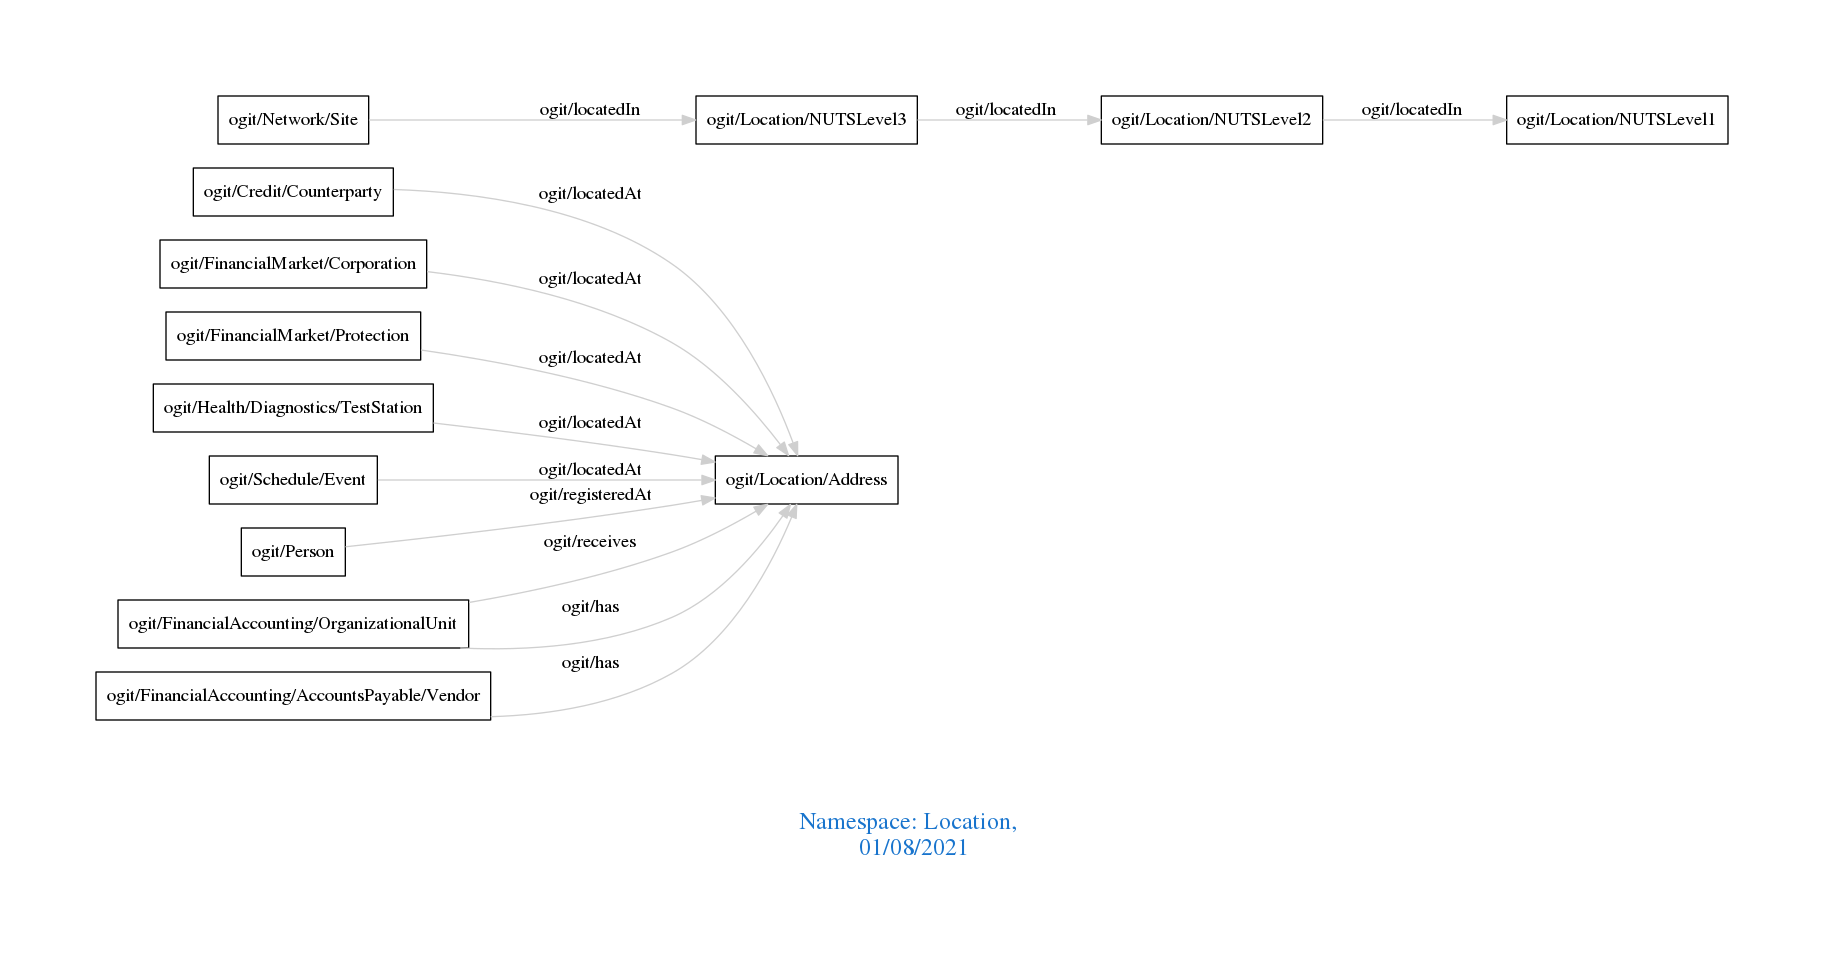 ogit/Network/Site
ogit/locatedIn
ogit/Location/NUTSLevel3
ogit/locatedIn
ogit/Location/NUTSLevel2
ogit/locatedIn
ogit/Location/NUTSLevel1
ogit/Credit/Counterparty
ogit/locatedAt
ogit/FinancialMarket/Corporation
ogit/locatedAt
ogit/FinancialMarket/Protection
ogit/locatedAt
ogit/Health/Diagnostics/TestStation
ogit/locatedAt
ogit/Schedule/Event
ogit/locatedAt
ogit/Location/Address
ogit/registeredAt
ogit/Person
ogit/receives
ogit/FinancialAccounting/OrganizationalUnit
ogit/has
ogit/has
ogit/FinancialAccounting/AccountsPayable/Vendor
Namespace: Location,
01/08/2021